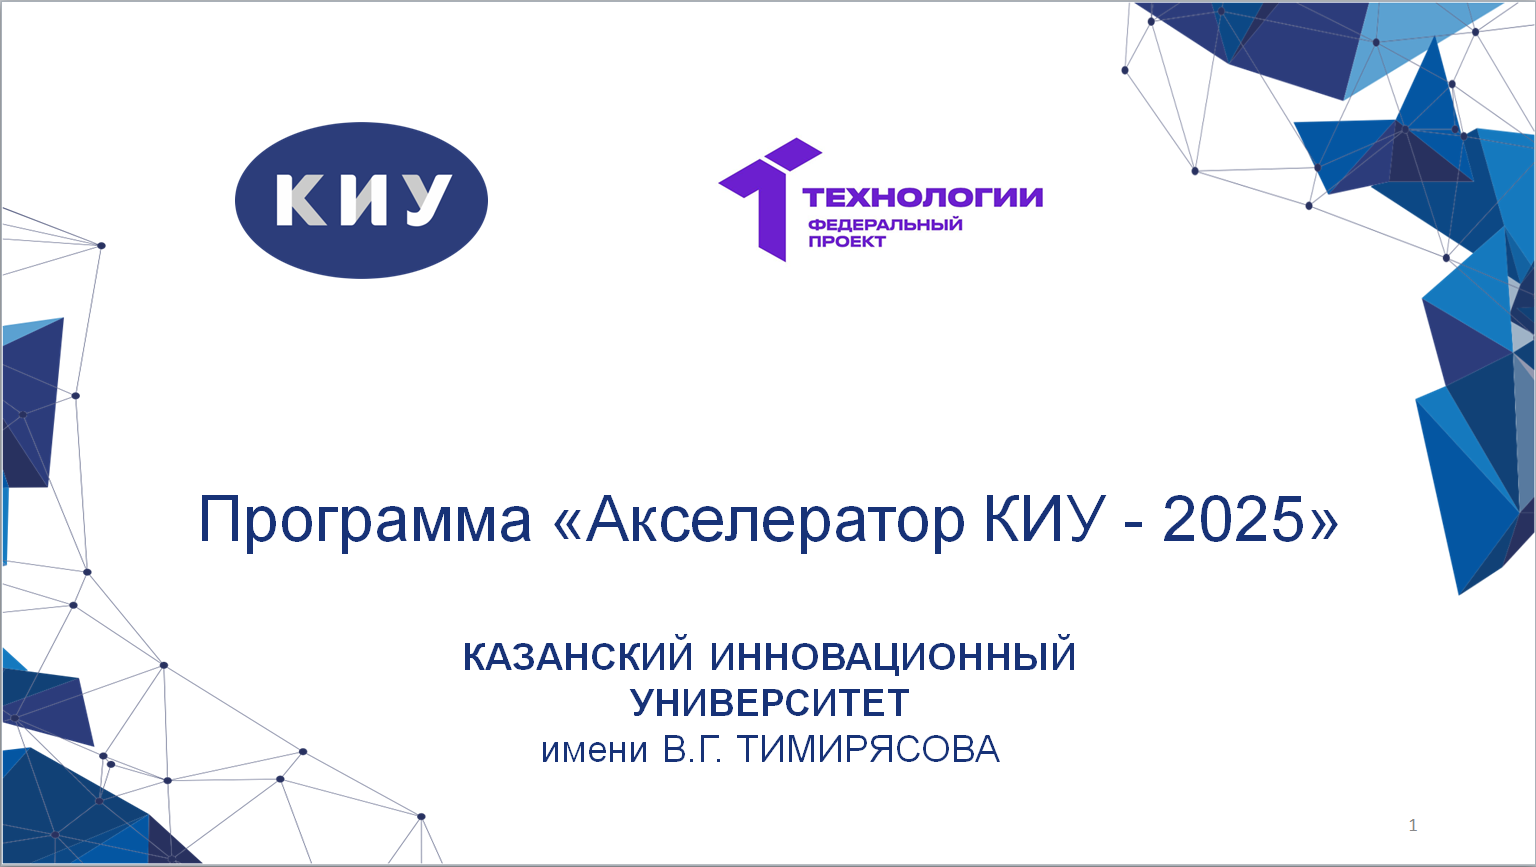 КИУ
ТЕХНОЛОГИИ
ФЕДЕРАЛЬНЫЙ
ПРОЕКТ
Программа «Акселератор КИУ - 2025»
КАЗАНСКИЙ ИННОВАЦИОННЫЙ
УНИВЕРСИТЕТ
имени В.Г. ТИМИРЯСОВА
1